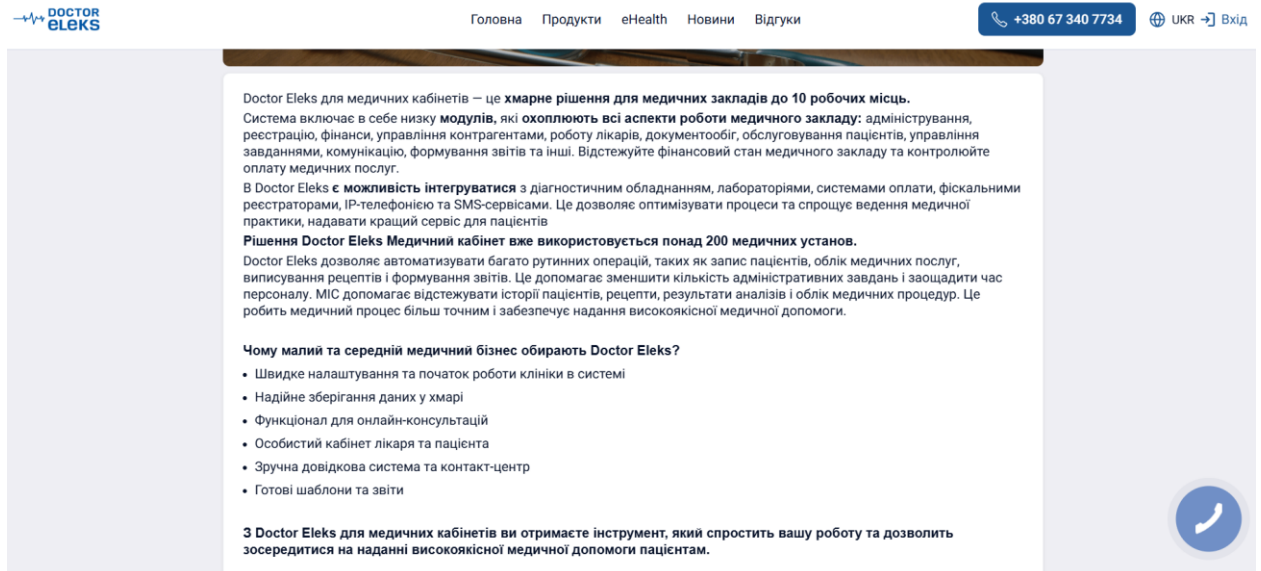 DOCTOR
eleks
Головна Продукти eHealth Новини Відгуки
+380 67 340 7734
UKR Вхід
Doctor Eleks для медичних кабінетів — це хмарне рішення для медичних закладів до 10 робочих місць.
Система включає в себе низку модулів, які охоплюють всі аспекти роботи медичного закладу: адміністрування,
реєстрацію, фінанси, управління контрагентами, роботу лікарів, документообіг, обслуговування пацієнтів, управління
завданнями, комунікацію, формування звітів та інші. Відстежуйте фінансовий стан медичного закладу та контролюйте
оплату медичних послуг.
В Doctor Eleks є можливість інтегруватися з діагностичним обладнанням, лабораторіями, системами оплати, фіскальними
реєстраторами, IP-телефонією та SMS-сервісами. Це дозволяє оптимізувати процеси та спрощує ведення медичної
практики, надавати кращий сервіс для пацієнтів
Рішення Doctor Eleks Медичний кабінет вже використовується понад 200 медичних установ.
Doctor Eleks дозволяє автоматизувати багато рутинних операцій, таких як запис пацієнтів, облік медичних послуг,
виписування рецептів і формування звітів. Це допомагає зменшити кількість адміністративних завдань і заощадити час
персоналу. МІС допомагає відстежувати історії пацієнтів, рецепти, результати аналізів і облік медичних процедур. Це
робить медичний процес більш точним і забезпечує надання високоякісної медичної допомоги.
Чому малий та середній медичний бізнес обирають Doctor Eleks?
• Швидке налаштування та початок роботи клініки в системі
• Надійне зберігання даних у хмарі
• Функціонал для онлайн-консультацій
• Особистий кабінет лікаря та пацієнта
• Зручна довідкова система та контакт-центр
• Готові шаблони та звіти
З Doctor Eleks для медичних кабінетів ви отримаєте інструмент, який спростить вашу роботу та дозволить
зосередитися на наданні високоякісної медичної допомоги пацієнтам.